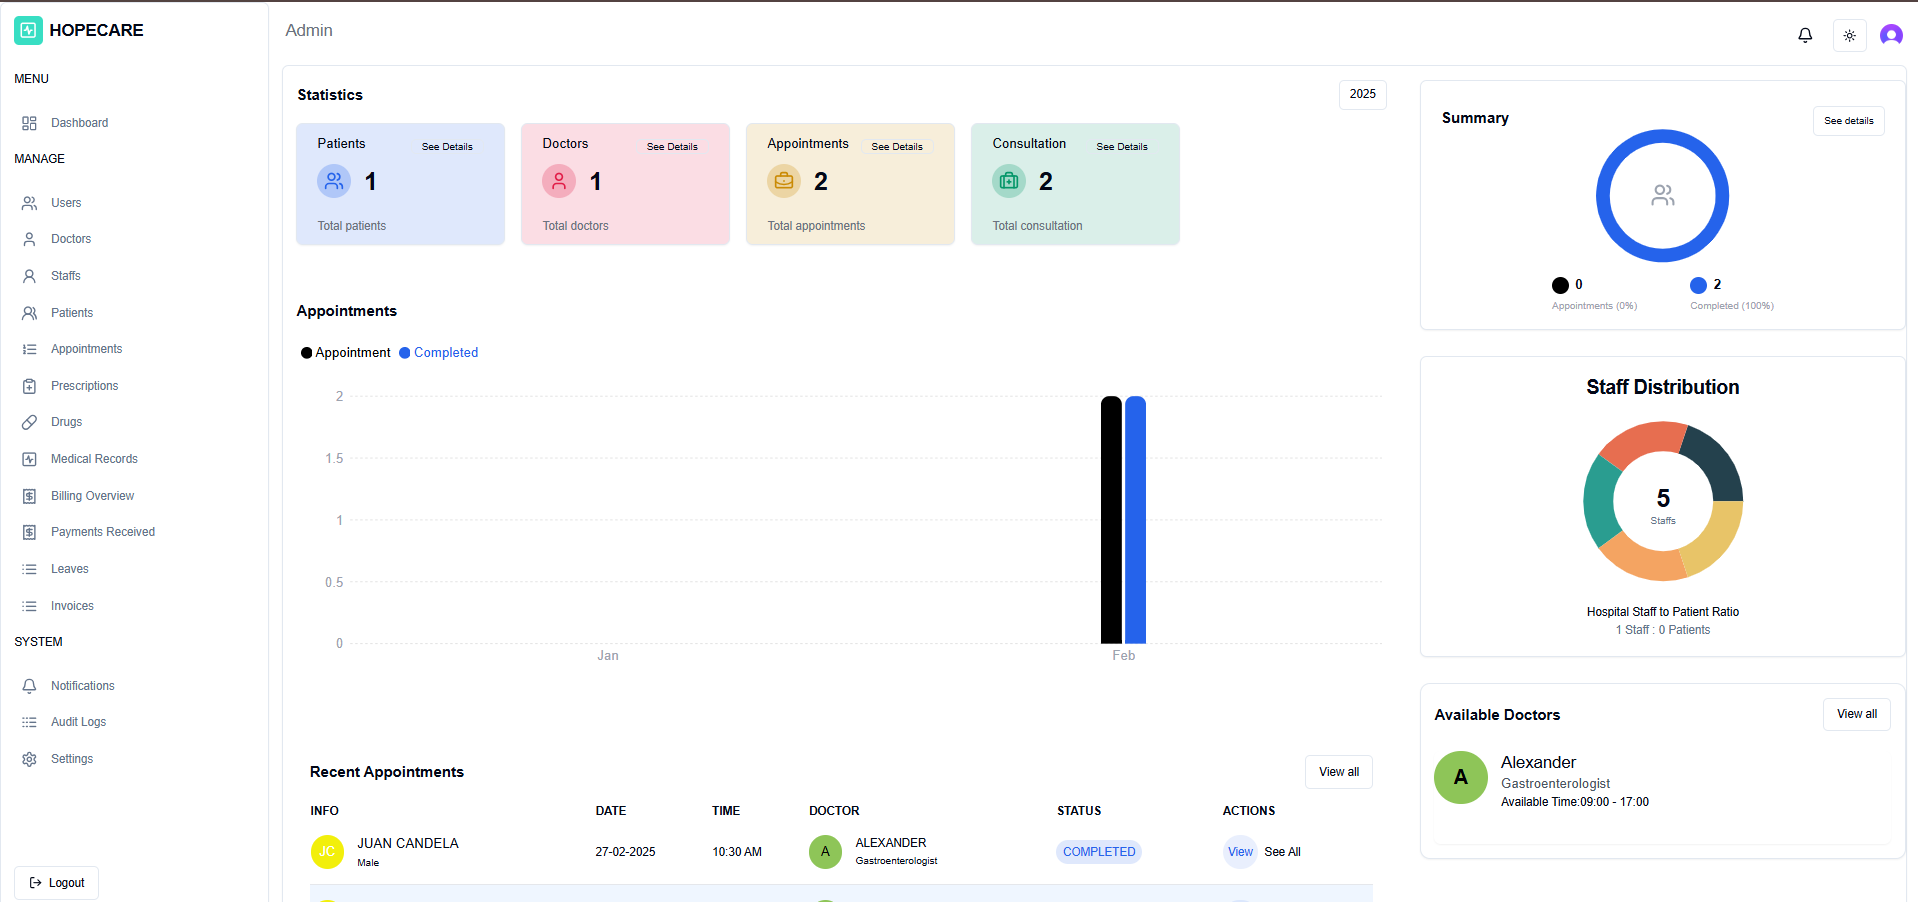 HOPECARE
MENU
Dashboard
MANAGE
Users
Doctors
Staffs
Patients
Appointments
Prescriptions
Drugs
Medical Records
Billing Overview
Payments Received
Leaves
Invoices
SYSTEM
Notifications
Audit Logs
Settings
Logout
Admin
Statistics
2025
Patients See Details
1
Total patients
Doctors See Details
1
Total doctors
Appointments See Details
2
Total appointments
Consultation See Details
2
Total consultation
Appointments
Appointment Completed
2
1.5
1
0.5
0
Jan Feb
Recent Appointments View all
INFO DATE TIME DOCTOR STATUS ACTIONS
JC JUAN CANDELA 27-02-2025 10:30 AM A ALEXANDER COMPLETED View See All
Male Gastroenterologist
Summary See details
0 2
Appointments (0%) Completed (100%)
Staff Distribution
5
Staffs
Hospital Staff to Patient Ratio
1 Staff : 0 Patients
Available Doctors View all
A Alexander
Gastroenterologist
Available Time:09:00 - 17:00